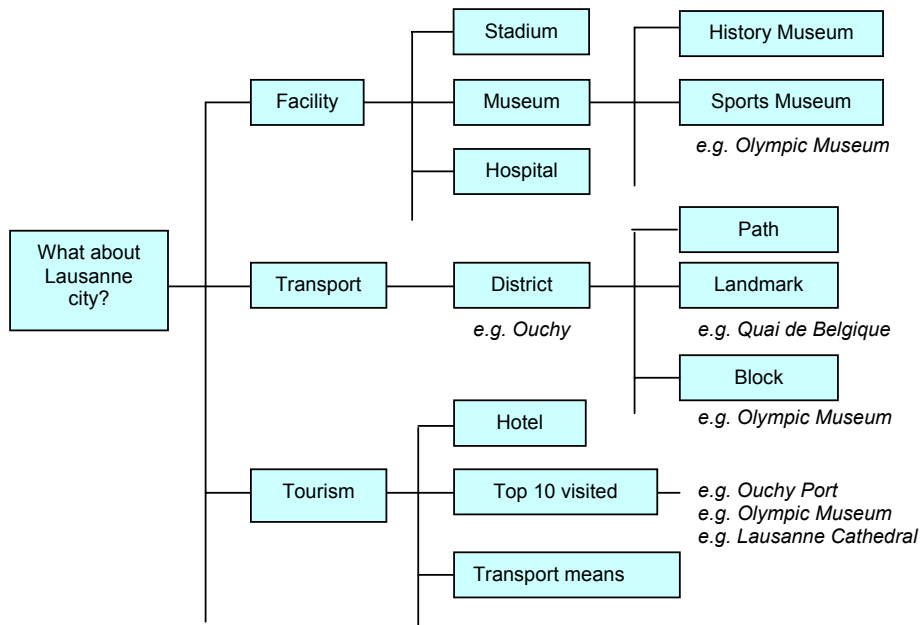 What about
Lausanne
city?
Facility
Stadium
Museum
Hospital
History Museum
Sports Museum
e.g. Olympic Museum
Transport
District
e.g. Ouchy
Path
Landmark
e.g. Quai de Belgique
Block
e.g. Olympic Museum
Tourism
Hotel
Top 10 visited
e.g. Ouchy Port
e.g. Olympic Museum
e.g. Lausanne Cathedral
Transport means